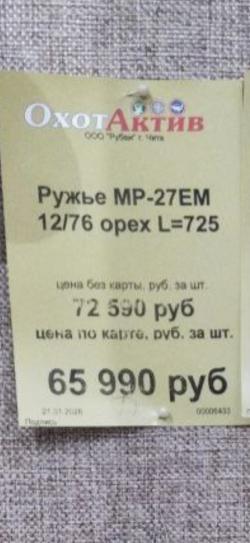 ОхотАктив
ООО "Рубеж" г. Чита
Ружье МР-27ЕМ
12/76 орех L=725
цена без карты, руб. за шт.
72 590 руб
цена по карте, руб. за шт.
65 990 руб
21.01.2026
00006433
Подпись